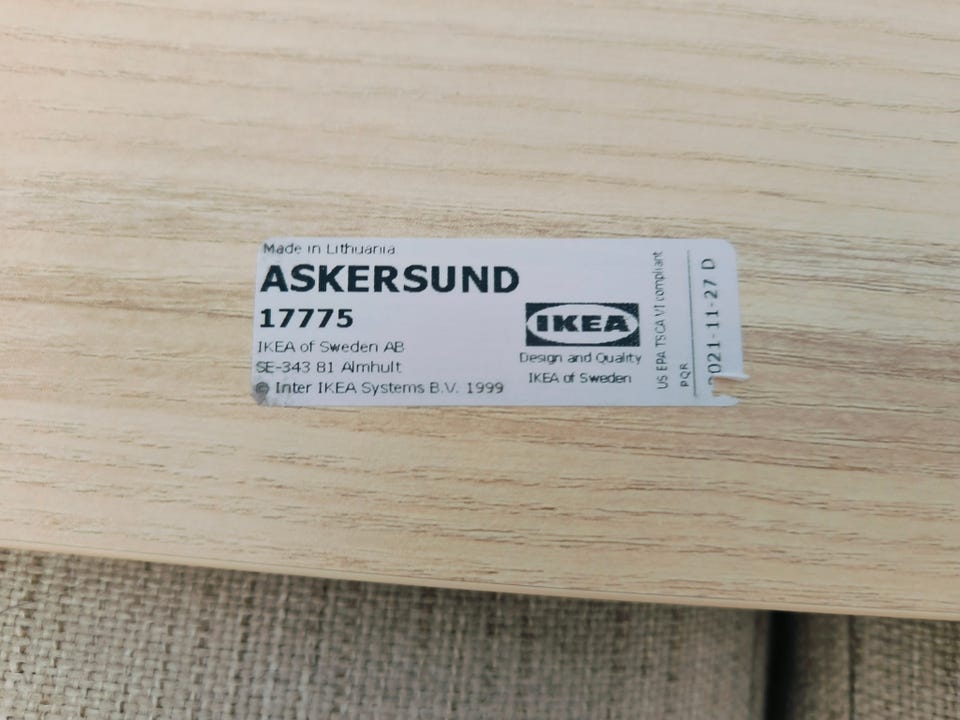 Made in Lithuania
ASKERSUND
17775
IKEA of Sweden AB
SE-343 81 Almhult
© Inter IKEA Systems B.V. 1999
IKEA
Design and Quality
IKEA of Sweden
US EPA TSCA VI compliant
PQR
2021-11-27 D